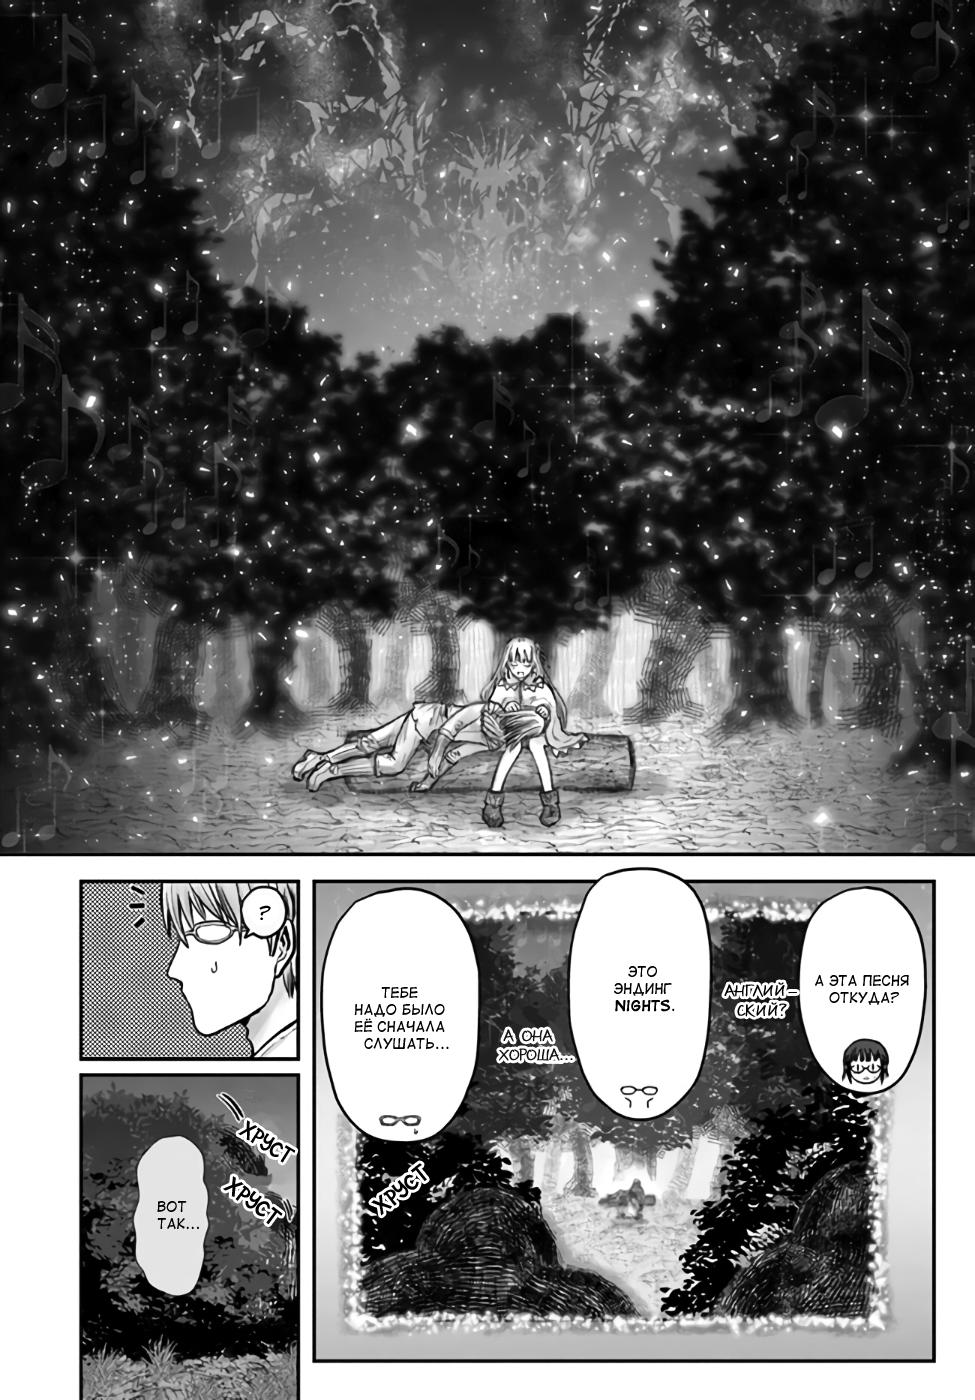 А ЭТА ПЕСНЯ
ОТКУДА?
АНГЛИЙ-
СКИЙ?
ЭТО
ЭНДИНГ
NIGHTS.
А ОНА
ХОРОША...
ТЕБЕ
НАДО БЫЛО
ЕЁ СНАЧАЛА
СЛУШАТЬ...
ХРУСТ
?
ХРУСТ
ХРУСТ
ВОТ
ТАК...